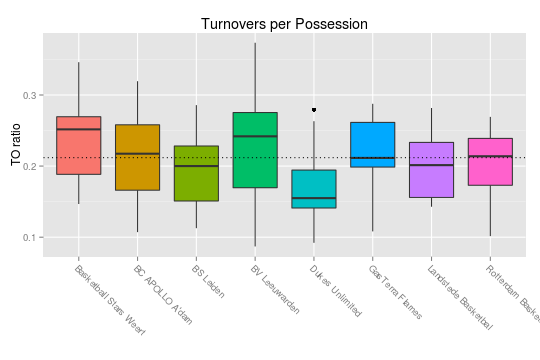 Turnovers per Possession
TO ratio
0.3
0.2
0.1
Basketball Stars Weert
BC APOLLO A'dam
BS Leiden
BV Leeuwarden
Dukes Unlimited
GasTerra Flames
Landstede Basketbal
Rotterdam Baske